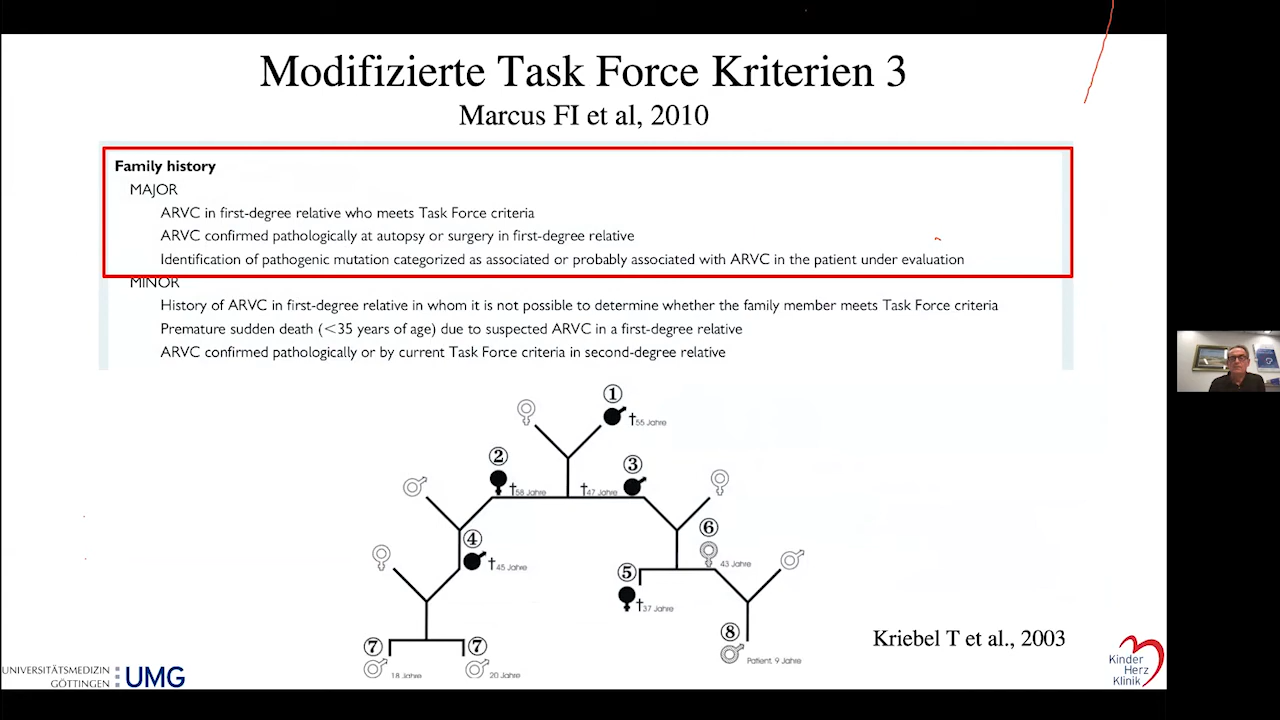 Modifizierte Task Force Kriterien 3
Marcus FI et al, 2010
Family history
MAJOR
ARVC in first-degree relative who meets Task Force criteria
ARVC confirmed pathologically at autopsy or surgery in first-degree relative
Identification of pathogenic mutation categorized as associated or probably associated with ARVC in the patient under evaluation
MINOR
History of ARVC in first-degree relative in whom it is not possible to determine whether the family member meets Task Force criteria
Premature sudden death (<35 years of age) due to suspected ARVC in a first-degree relative
ARVC confirmed pathologically or by current Task Force criteria in second-degree relative
①
†55 Jahre
②
†58 Jahre
③
†47 Jahre
④
†45 Jahre
⑥
43 Jahre
⑤
†37 Jahre
⑦
18 Jahre
⑦
20 Jahre
⑧
Patient, 9 Jahre
Kriebel T et al., 2003
UNIVERSITÄTSMEDIZIN
GÖTTINGEN
UMG
Kinder
Herz
Klinik